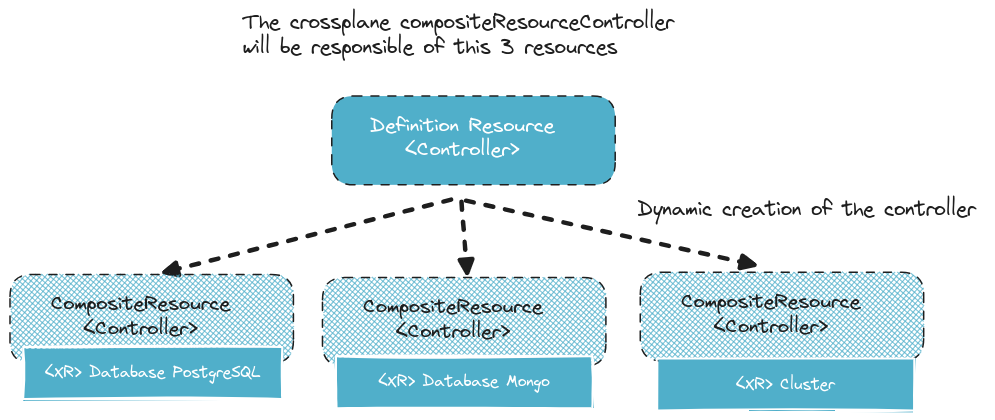 The crossplane compositeResourceController
will be responsible of this 3 resources
Definition Resource
<Controller>
Dynamic creation of the controller
CompositeResource
<Controller>
<XR> Database PostgreSQL
CompositeResource
<Controller>
<XR> Database Mongo
CompositeResource
<Controller>
<XR> Cluster